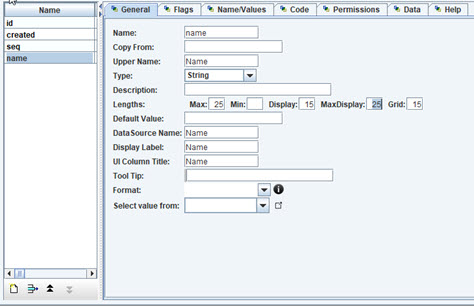 Name
id
created
seq
name
General Flags Name/Values Code Permissions Data Help
Name: name
Copy From:
Upper Name: Name
Type: String
Description:
Lengths: Max: 25 Min: Display: 15 MaxDisplay: 25 Grid: 15
Default Value:
DataSource Name: Name
Display Label: Name
UI Column Title: Name
Tool Tip:
Format:
Select value from: